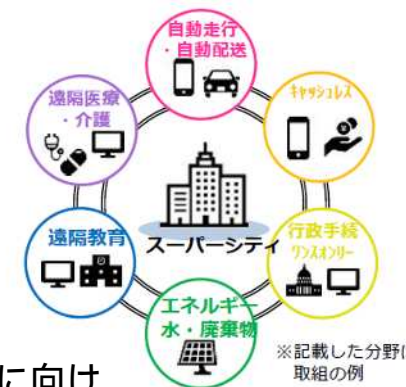 自動走行
・自動配送
遠隔医療
・介護
ｷｬｯｼｭﾚｽ
遠隔教育
スーパーシティ
行政手続
ﾜﾝｽｵﾝﾘｰ
エネルギー
水・廃棄物
※記載した分野は
取組の例
に向け